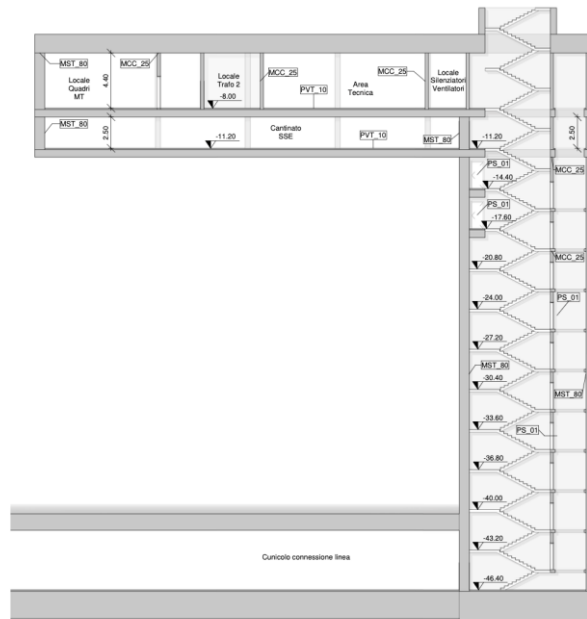 MST_80
4.40
MCC_25
Locale
Quadri
MT
Locale
Trafo 2
-8.00
MCC_25
PVT_10
Area
Tecnica
MCC_25
Locale
Silenziatori
Ventilatori
MST_80
2.50
-11.20
Cantinato
SSE
PVT_10
MST_80
-11.20
2.50
PS_01
-14.40
MCC_25
PS_01
-17.60
-20.80
MCC_25
-24.00
PS_01
-27.20
MST_80
-30.40
MST_80
-33.60
PS_01
-36.80
-40.00
-43.20
Cunicolo connessione linea
-46.40